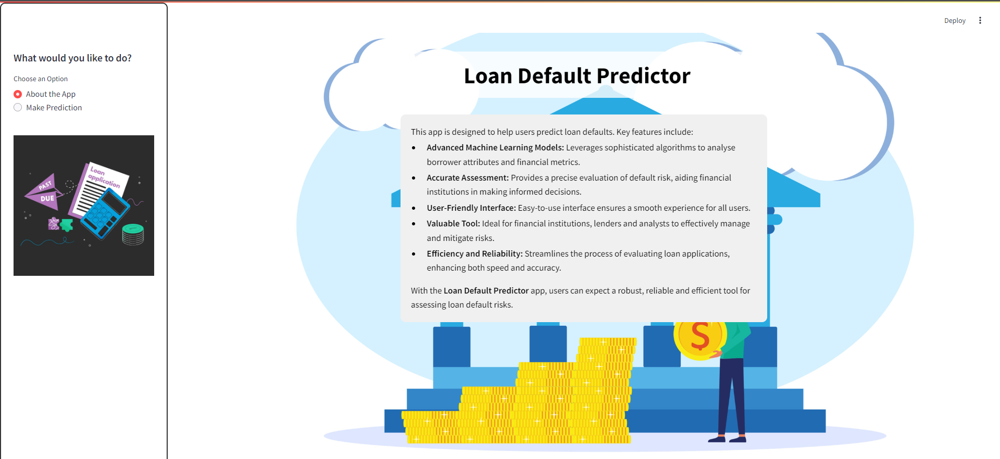 Deploy
What would you like to do?
Choose an Option
About the App
Make Prediction
Loan
application
PAST
DUE
Loan Default Predictor
This app is designed to help users predict loan defaults. Key features include:
Advanced Machine Learning Models: Leverages sophisticated algorithms to analyse
borrower attributes and financial metrics.
Accurate Assessment: Provides a precise evaluation of default risk, aiding financial
institutions in making informed decisions.
User-Friendly Interface: Easy-to-use interface ensures a smooth experience for all users.
Valuable Tool: Ideal for financial institutions, lenders and analysts to effectively manage
and mitigate risks.
Efficiency and Reliability: Streamlines the process of evaluating loan applications,
enhancing both speed and accuracy.
With the Loan Default Predictor app, users can expect a robust, reliable and efficient tool for
assessing loan default risks.
$